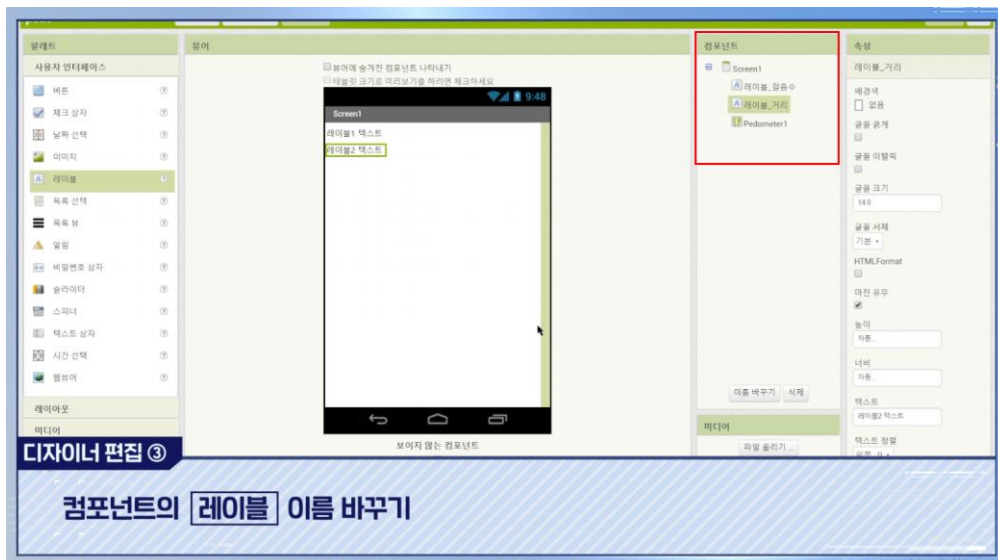 팔레트
사용자 인터페이스
버튼
체크 상자
날짜 선택
이미지
레이블
목록 선택
목록 뷰
알림
비밀번호 상자
슬라이더
스피너
텍스트 상자
시간 선택
웹뷰어
레이아웃
미디어
뷰어
뷰어에 숨겨진 컴포넌트 나타내기
태블릿 크기로 미리보기를 하려면 체크하세요
9:48
Screen1
레이블1 텍스트
레이블2 텍스트
보이지 않는 컴포넌트
컴포넌트
Screen1
레이블_걸음수
레이블_거리
Pedometer1
이름 바꾸기 삭제
미디어
파일 올리기 ...
속성
레이블_거리
배경색
없음
글꼴 굵게
글꼴 이탤릭
글꼴 크기
14.0
글꼴 서체
기본
HTMLFormat
마진 유무
높이
자동...
너비
자동...
텍스트
레이블2 텍스트
텍스트 정렬
디자이너 편집 ③
컴포넌트의 레이블 이름 바꾸기